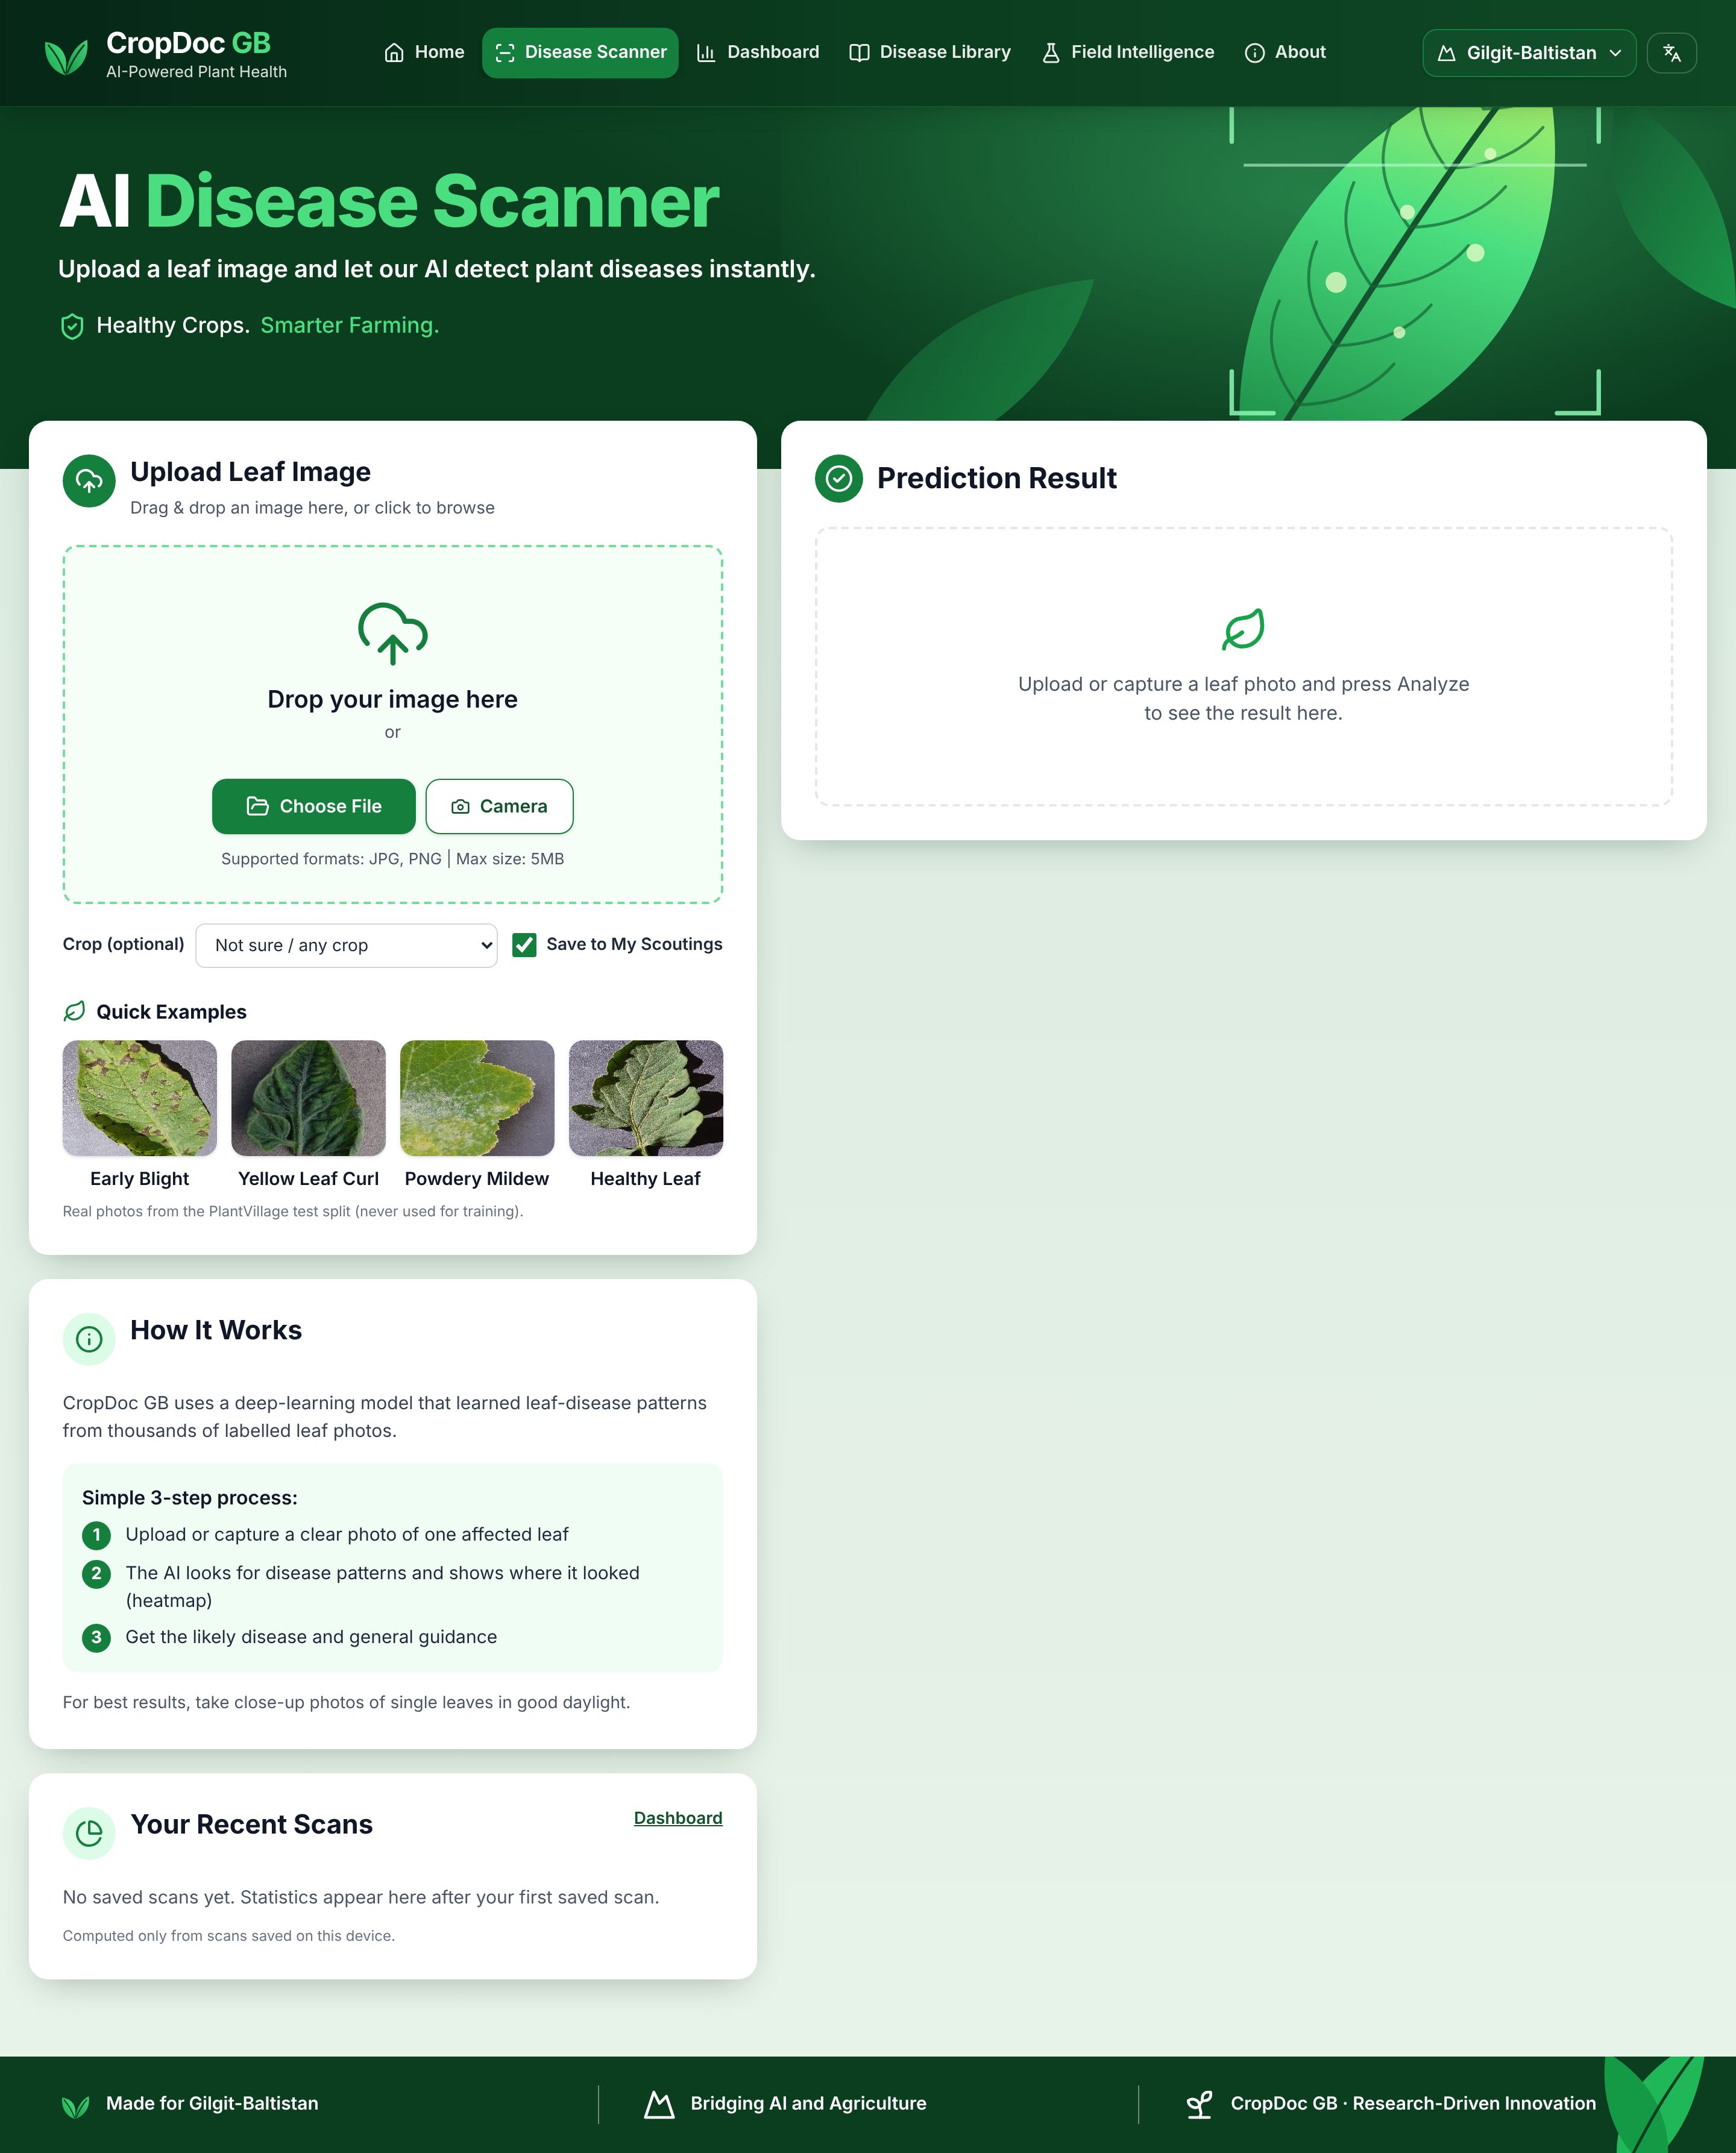 CropDoc GB
AI-Powered Plant Health
Home
Disease Scanner
Dashboard
Disease Library
Field Intelligence
About
Gilgit-Baltistan
AI Disease Scanner
Upload a leaf image and let our AI detect plant diseases instantly.
Healthy Crops. Smarter Farming.
Upload Leaf Image
Drag & drop an image here, or click to browse
Drop your image here
or
Choose File
Camera
Supported formats: JPG, PNG | Max size: 5MB
Crop (optional)
Not sure / any crop
Save to My Scoutings
Quick Examples
Early Blight
Yellow Leaf Curl
Powdery Mildew
Healthy Leaf
Real photos from the PlantVillage test split (never used for training).
Prediction Result
Upload or capture a leaf photo and press Analyze
to see the result here.
How It Works
CropDoc GB uses a deep-learning model that learned leaf-disease patterns
from thousands of labelled leaf photos.
Simple 3-step process:
1 Upload or capture a clear photo of one affected leaf
2 The AI looks for disease patterns and shows where it looked
(heatmap)
3 Get the likely disease and general guidance
For best results, take close-up photos of single leaves in good daylight.
Your Recent Scans
Dashboard
No saved scans yet. Statistics appear here after your first saved scan.
Computed only from scans saved on this device.
Made for Gilgit-Baltistan
Bridging AI and Agriculture
CropDoc GB · Research-Driven Innovation